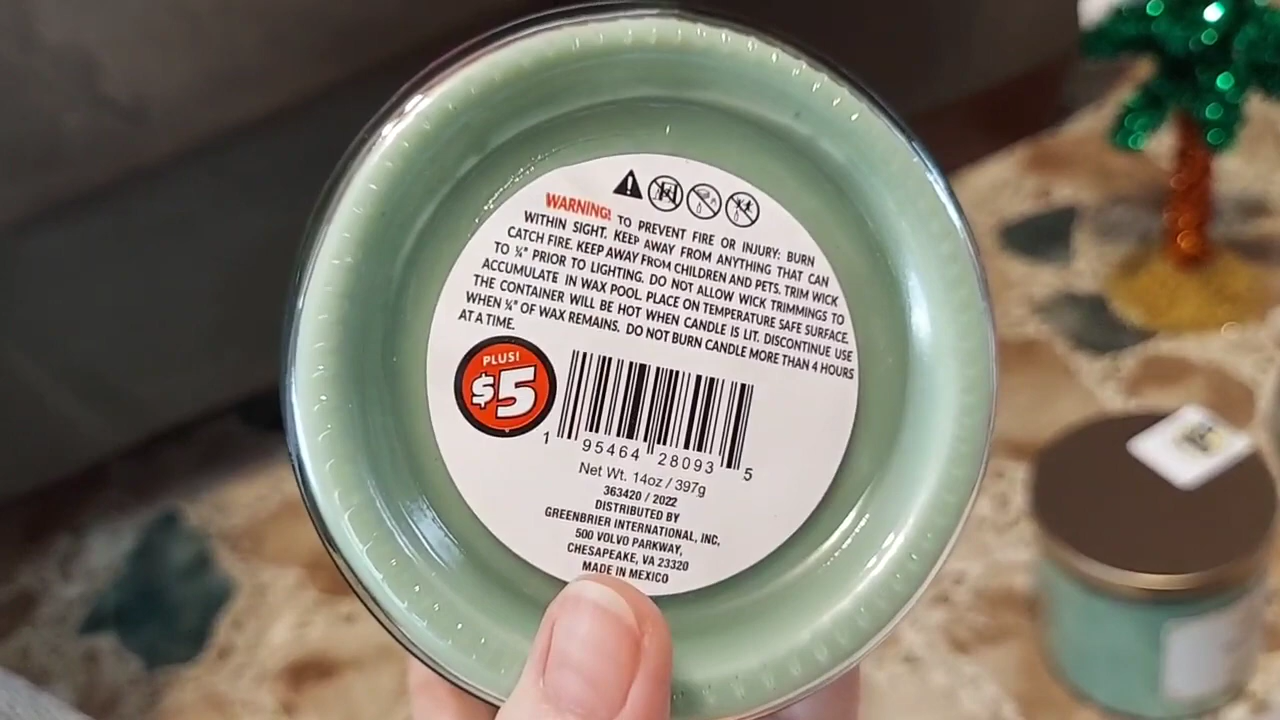 WARNING! TO PREVENT FIRE OR INJURY: BURN
WITHIN SIGHT. KEEP AWAY FROM ANYTHING THAT CAN
CATCH FIRE. KEEP AWAY FROM CHILDREN AND PETS. TRIM WICK
TO ¼" PRIOR TO LIGHTING. DO NOT ALLOW WICK TRIMMINGS TO
ACCUMULATE IN WAX POOL. PLACE ON TEMPERATURE SAFE SURFACE.
THE CONTAINER WILL BE HOT WHEN CANDLE IS LIT. DISCONTINUE USE
WHEN ¼" OF WAX REMAINS. DO NOT BURN CANDLE MORE THAN 4 HOURS
AT A TIME.
PLUS!
$5
1 95464 28093 5
Net Wt. 14oz / 397g
363420 / 2022
DISTRIBUTED BY
GREENBRIER INTERNATIONAL, INC,
500 VOLVO PARKWAY,
CHESAPEAKE, VA 23320
MADE IN MEXICO